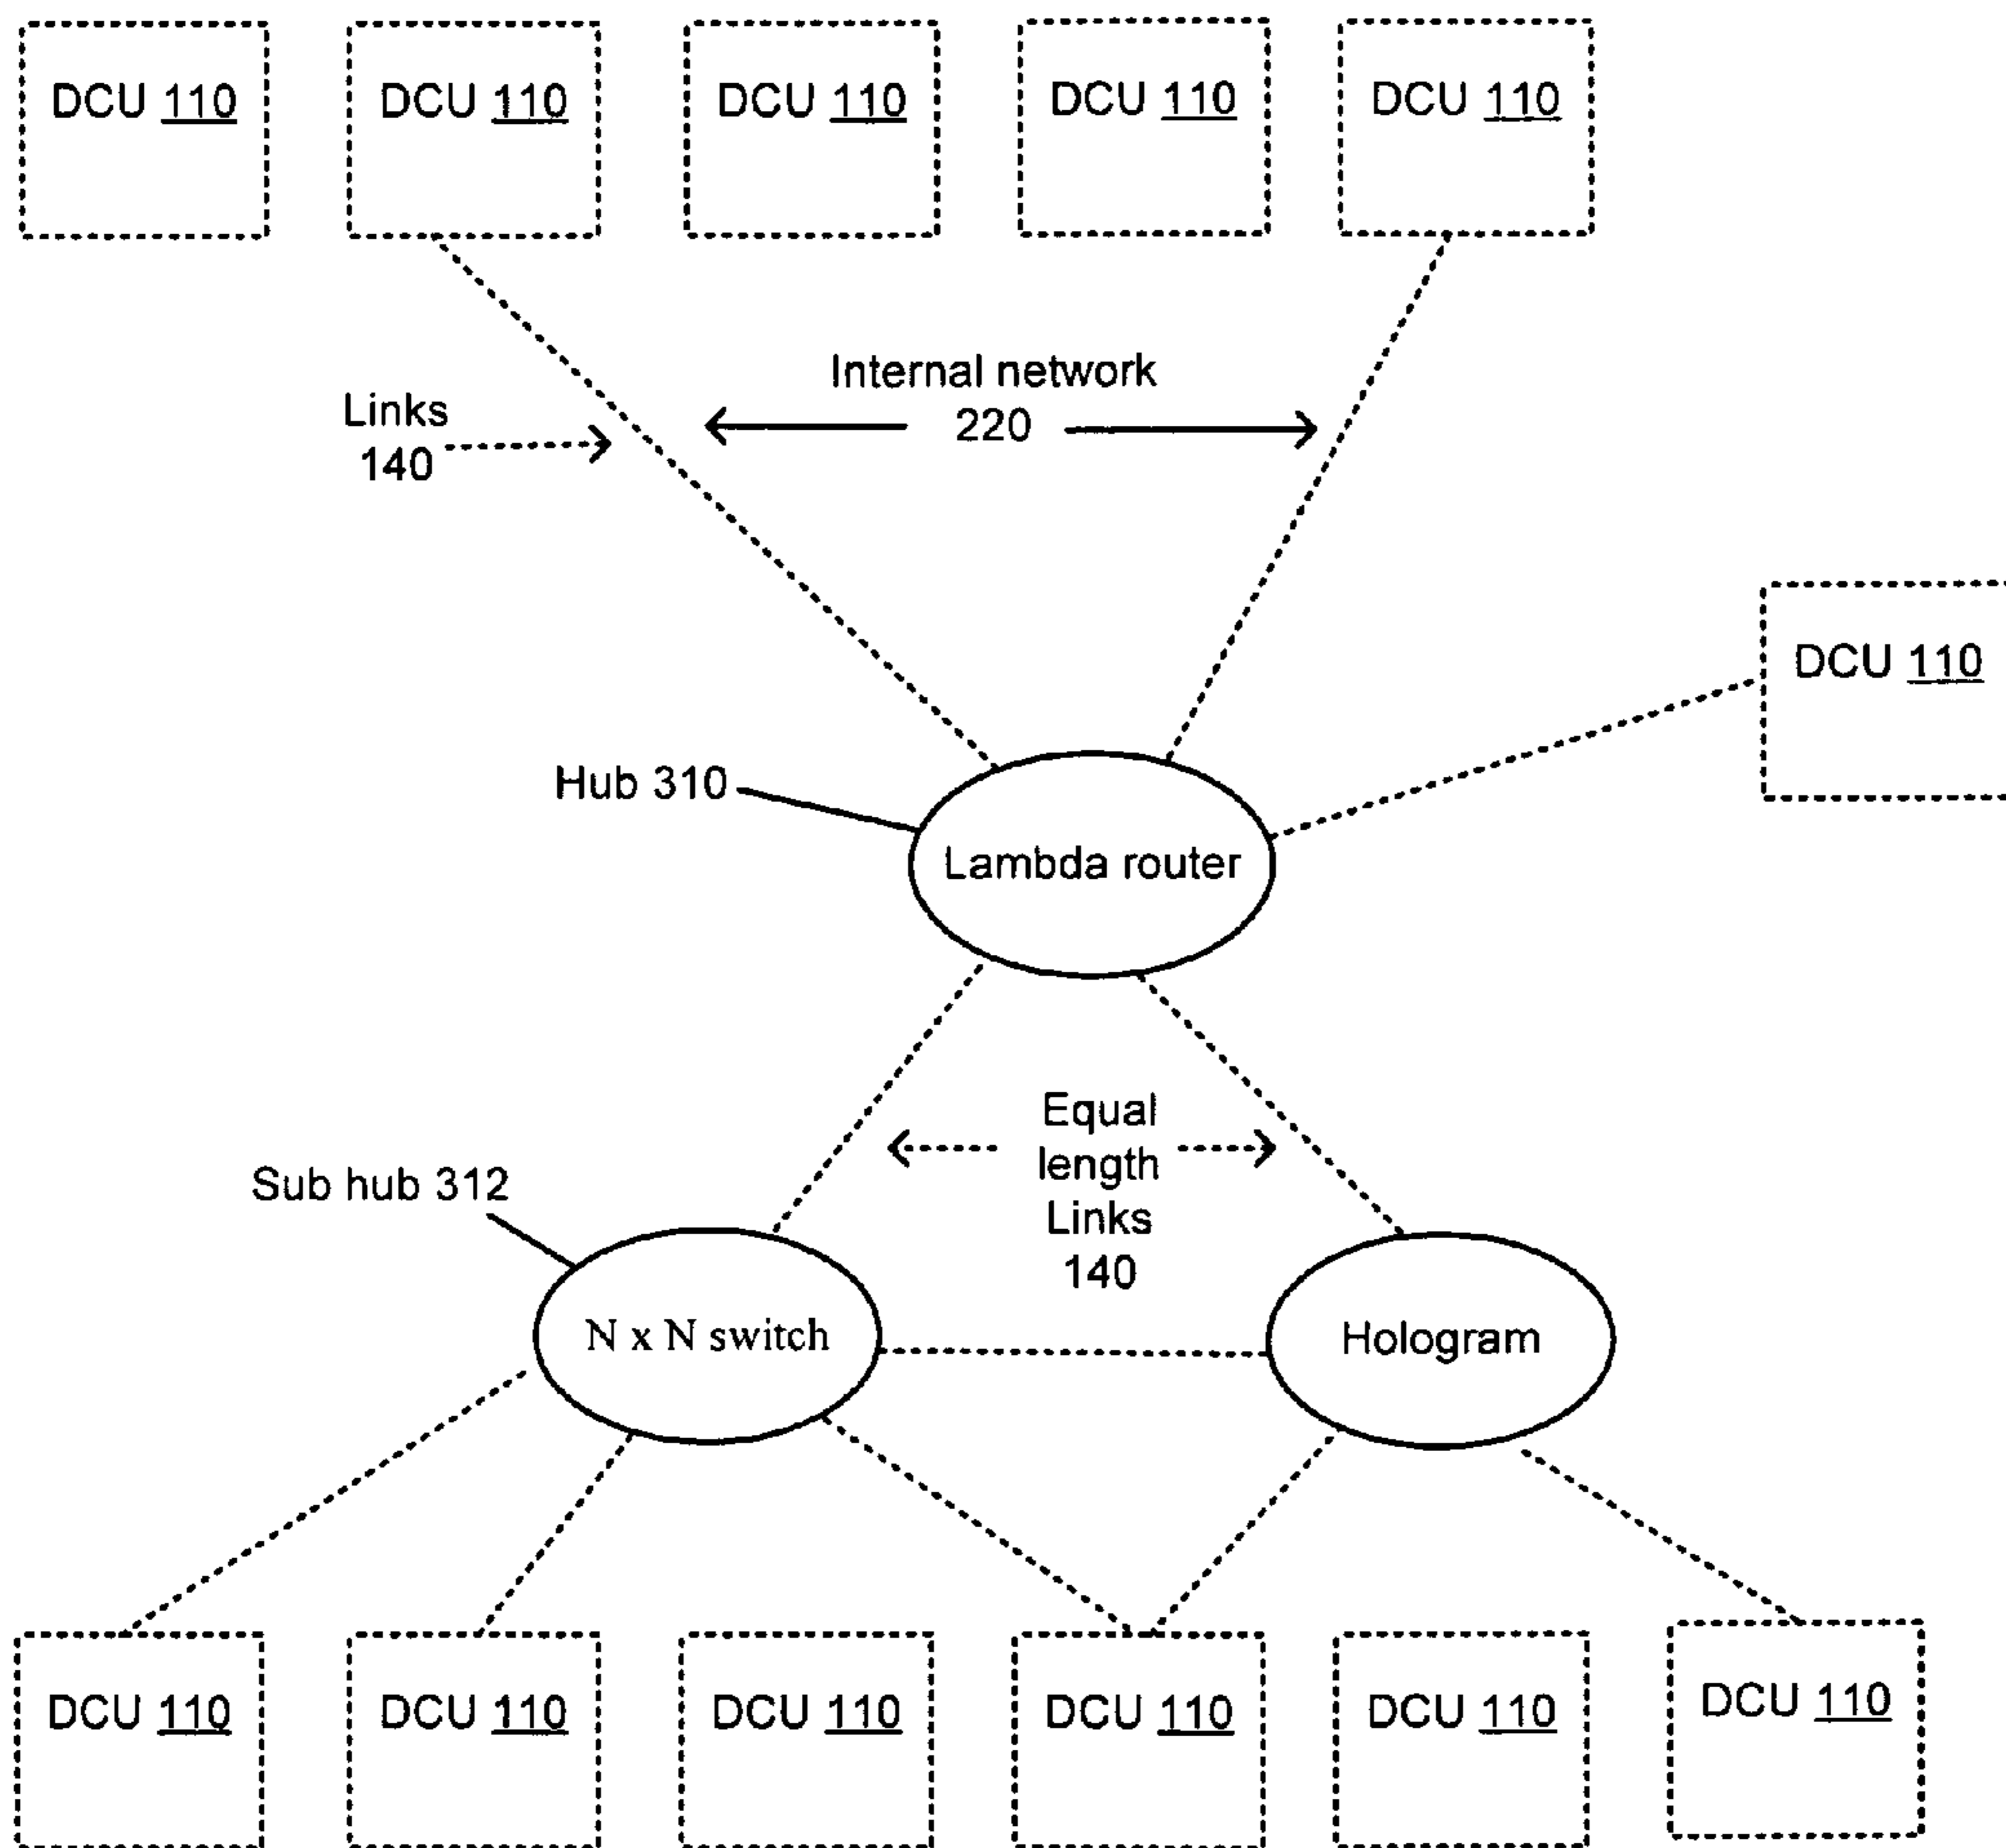 DCU 110
DCU 110
DCU 110
DCU 110
DCU 110
Internal network
220
Links
140
DCU 110
Hub 310
Lambda router
Equal
length
Links
140
Sub hub 312
N x N switch
Hologram
DCU 110
DCU 110
DCU 110
DCU 110
DCU 110
DCU 110